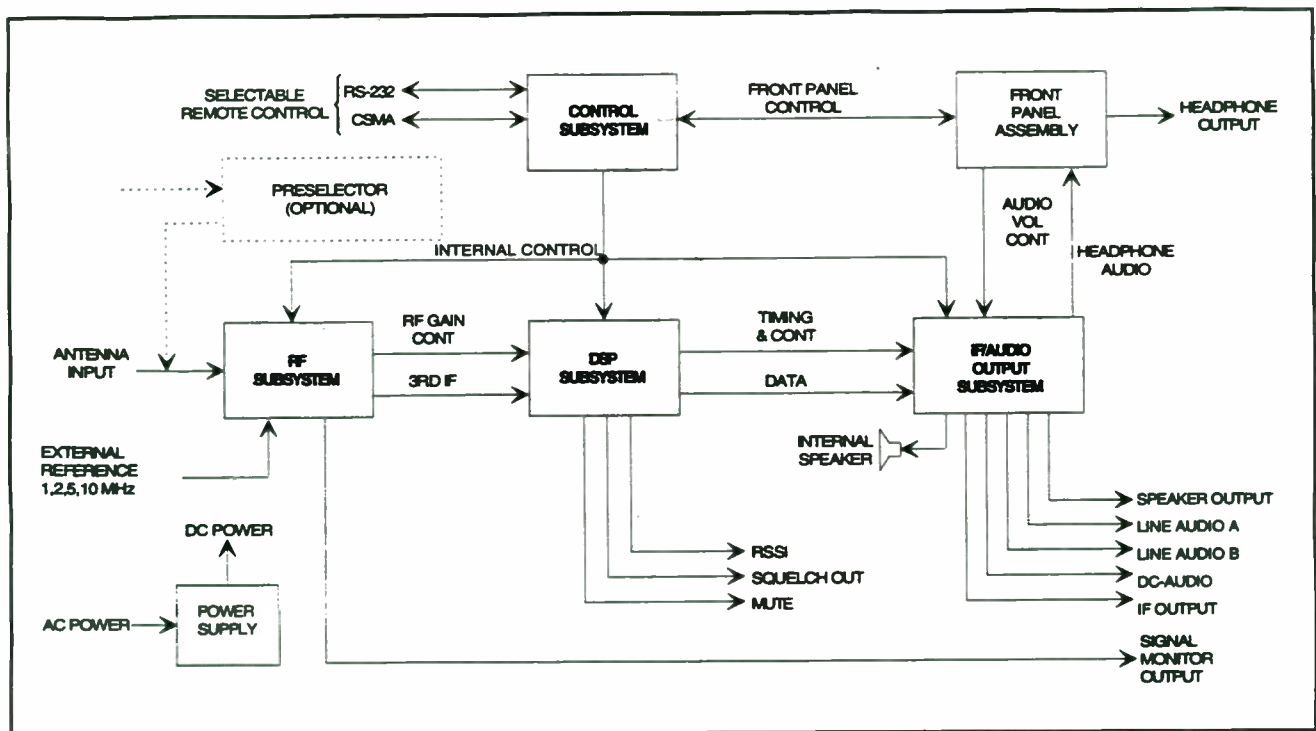 SELECTABLE
REMOTE CONTROL
RS-232
CSMA
CONTROL
SUBSYSTEM
FRONT PANEL
CONTROL
FRONT
PANEL
ASSEMBLY
HEADPHONE
OUTPUT
PRESELECTOR
(OPTIONAL)
INTERNAL CONTROL
AUDIO
VOL
CONT
HEADPHONE
AUDIO
ANTENNA
INPUT
RF
SUBSYSTEM
RF GAIN
CONT
3RD IF
DSP
SUBSYSTEM
TIMING
& CONT
DATA
IF/AUDIO
OUTPUT
SUBSYSTEM
EXTERNAL
REFERENCE
1,2,5,10 MHz
INTERNAL
SPEAKER
DC POWER
AC POWER
POWER
SUPPLY
RSSI
SQUELCH OUT
MUTE
SPEAKER OUTPUT
LINE AUDIO A
LINE AUDIO B
DC-AUDIO
IF OUTPUT
SIGNAL
MONITOR
OUTPUT